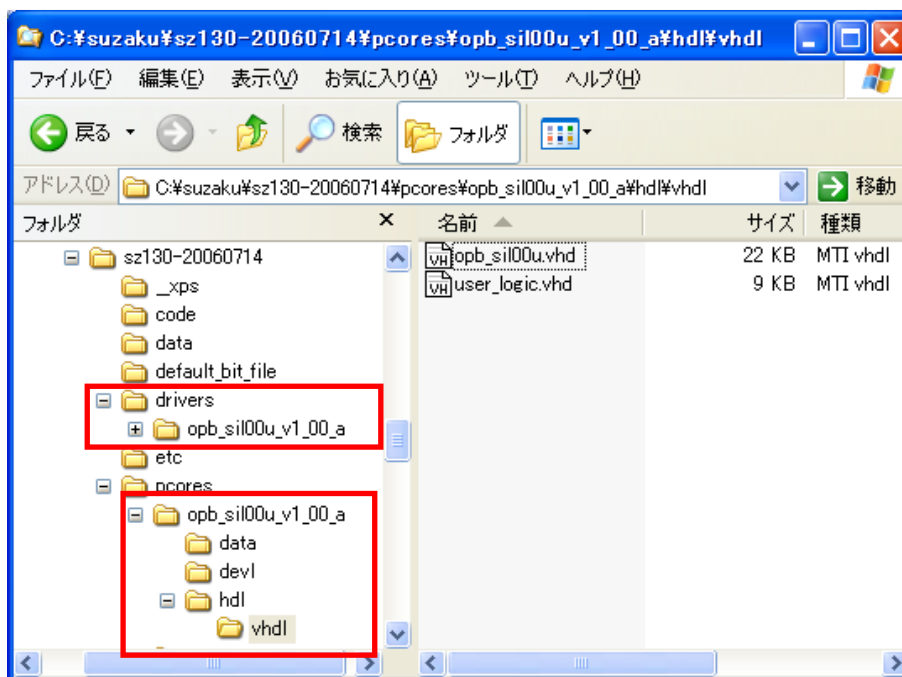 C:¥suzaku¥sz130-20060714¥pcores¥opb_sil00u_v1_00_a¥hdl¥vhdl
ファイル(F) 編集(E) 表示(V) お気に入り(A) ツール(T) ヘルプ(H)
戻る 検索 フォルダ
アドレス(D) C:¥suzaku¥sz130-20060714¥pcores¥opb_sil00u_v1_00_a¥hdl¥vhdl 移動
フォルダ × 名前 サイズ 種類
sz130-20060714
_xps
code
data
default_bit_file
drivers
opb_sil00u_v1_00_a
etc
pcores
opb_sil00u_v1_00_a
data
devl
hdl
vhdl
opb_sil00u.vhd 22 KB MTI vhdl
user_logic.vhd 9 KB MTI vhdl